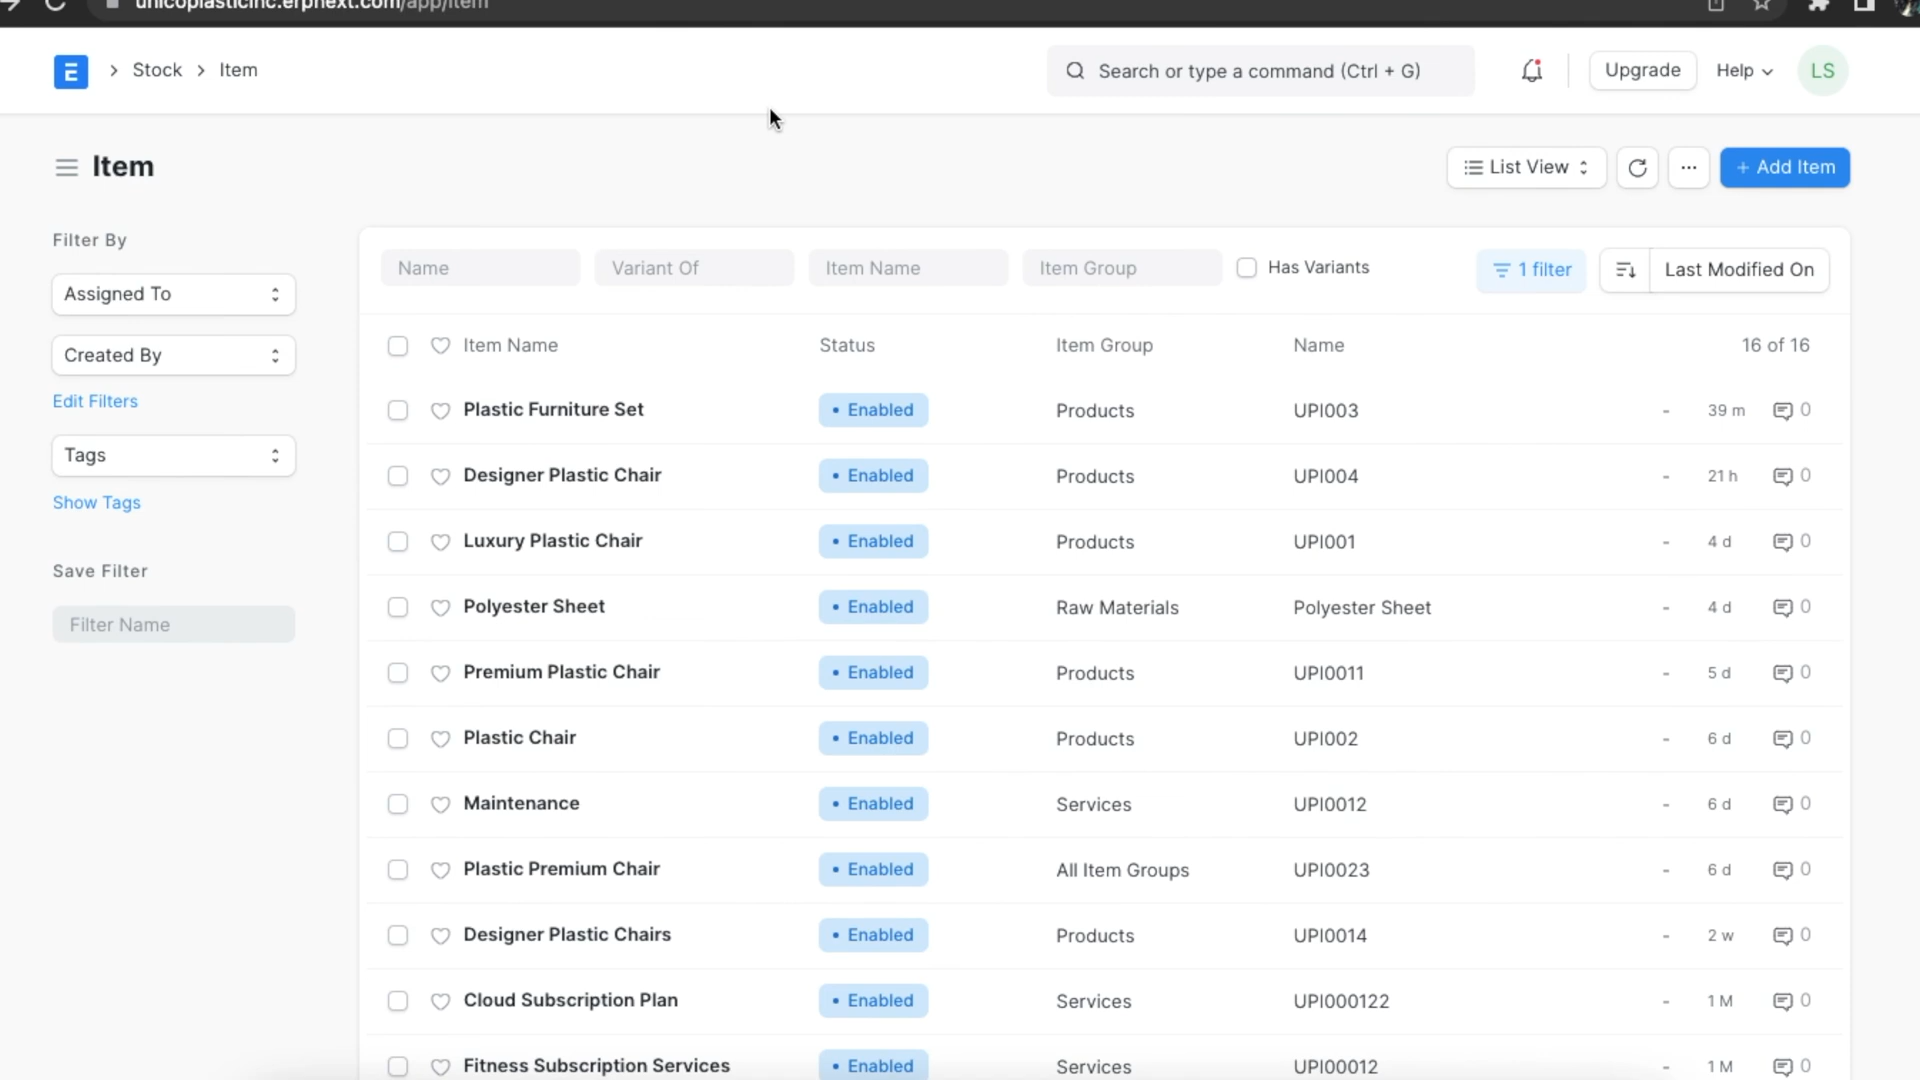 unicoplasticinc.erpnext.com/app/item
E
Stock
Item
Search or type a command (Ctrl + G)
Upgrade
Help
LS
Item
List View
...
+ Add Item
Filter By
Assigned To
Created By
Edit Filters
Tags
Show Tags
Save Filter
Filter Name
Name
Variant Of
Item Name
Item Group
Has Variants
1 filter
Last Modified On
Item Name Status Item Group Name 16 of 16
Plastic Furniture Set • Enabled Products UPI003 - 39 m 0
Designer Plastic Chair • Enabled Products UPI004 - 21 h 0
Luxury Plastic Chair • Enabled Products UPI001 - 4 d 0
Polyester Sheet • Enabled Raw Materials Polyester Sheet - 4 d 0
Premium Plastic Chair • Enabled Products UPI0011 - 5 d 0
Plastic Chair • Enabled Products UPI002 - 6 d 0
Maintenance • Enabled Services UPI0012 - 6 d 0
Plastic Premium Chair • Enabled All Item Groups UPI0023 - 6 d 0
Designer Plastic Chairs • Enabled Products UPI0014 - 2 w 0
Cloud Subscription Plan • Enabled Services UPI000122 - 1 M 0
Fitness Subscription Services • Enabled Services UPI00012 - 1 M 0